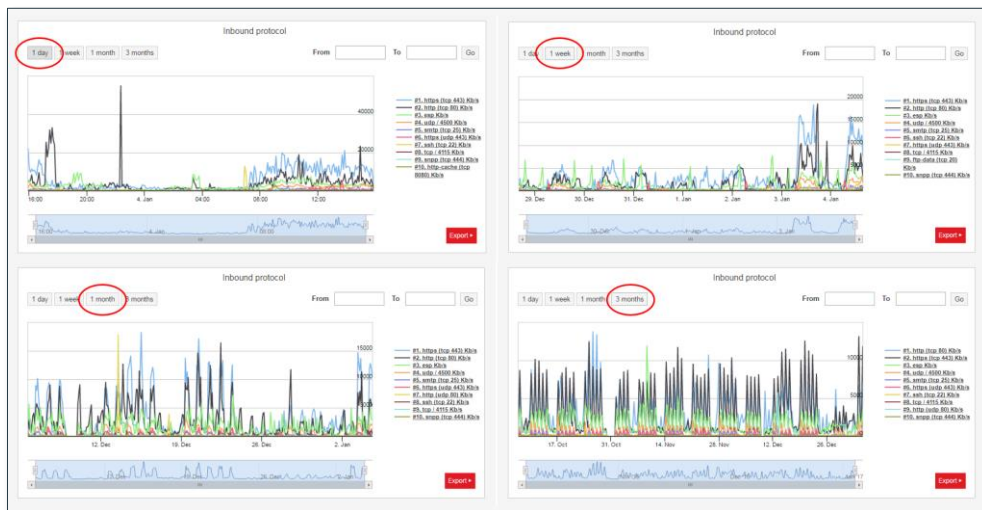 Inbound protocol
1 day 1 week 1 month 3 months From To Go
40000
20000
16:00 20:00 4. Jan 04:00 08:00 12:00
#1, https (tcp 443) Kb/s
#2, http (tcp 80) Kb/s
#3, esp Kb/s
#4, udp / 4500 Kb/s
#5, smtp (tcp 25) Kb/s
#6, https (udp 443) Kb/s
#7, ssh (tcp 22) Kb/s
#8, tcp / 4115 Kb/s
#9, snpp (tcp 444) Kb/s
#10, http-cache (tcp
8080) Kb/s
16:00 4. Jan 08:00
Export
Inbound protocol
1 day 1 week 1 month 3 months From To Go
20000
29. Dec 30. Dec 31. Dec 1. Jan 2. Jan 3. Jan 4. Jan
#1, https (tcp 443) Kb/s
#2, http (tcp 80) Kb/s
#3, esp Kb/s
#4, udp / 4500 Kb/s
#5, smtp (tcp 25) Kb/s
#6, ssh (tcp 22) Kb/s
#7, https (udp 443) Kb/s
#8, tcp / 4115 Kb/s
#9, ftp-data (tcp 20)
Kb/s
#10, snpp (tcp 444) Kb/s
Export
Inbound protocol
1 day 1 week 1 month 3 months From To Go
15000
12. Dec 19. Dec 26. Dec 2. Jan
#1, https (tcp 443) Kb/s
#2, http (tcp 80) Kb/s
#3, esp Kb/s
#4, udp / 4500 Kb/s
#5, smtp (tcp 25) Kb/s
#6, https (udp 443) Kb/s
#7, http (udp 80) Kb/s
#8, ssh (tcp 22) Kb/s
#9, tcp / 4115 Kb/s
#10, snpp (tcp 444) Kb/s
Export
Inbound protocol
1 day 1 week 1 month 3 months From To Go
10000
17. Oct 31. Oct 14. Nov 28. Nov 12. Dec 26. Dec
#1, http (tcp 80) Kb/s
#2, https (tcp 443) Kb/s
#3, esp Kb/s
#4, udp / 4500 Kb/s
#5, smtp (tcp 25) Kb/s
#6, https (udp 443) Kb/s
#7, ssh (tcp 22) Kb/s
#8, tcp / 4115 Kb/s
#9, http (udp 80) Kb/s
#10, snpp (tcp 444) Kb/s
Export